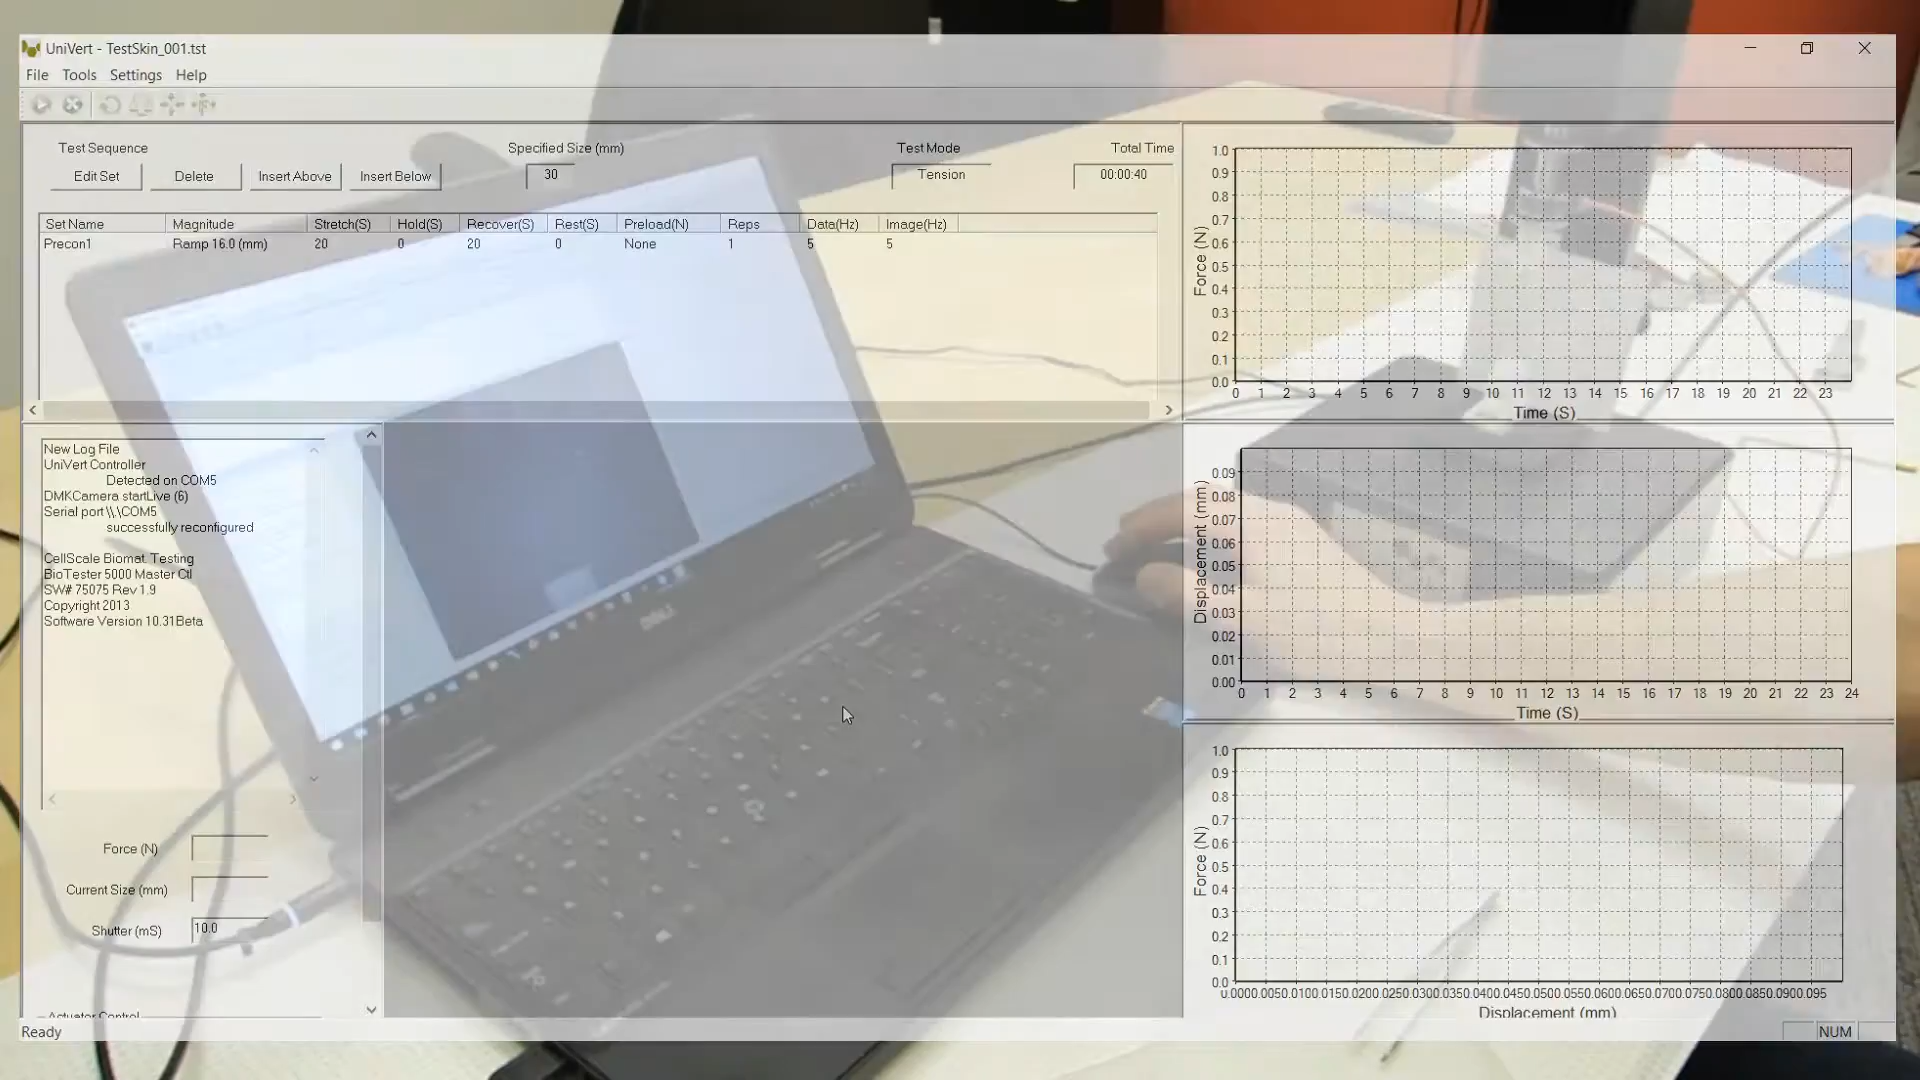 UniVert - TestSkin_001.tst
File Tools Settings Help
Test Sequence
Specified Size (mm)
Test Mode
Total Time
Edit Set
Delete
Insert Above
Insert Below
30
Tension
00:00:40
Set Name Magnitude Stretch(S) Hold(S) Recover(S) Rest(S) Preload(N) Reps Data(Hz) Image(Hz)
Precon1 Ramp 16.0 (mm) 20 0 20 0 None 1 5 5
New Log File
UniVert Controller
Detected on COM5
DMKCamera startLive (6)
Serial port \\.\COM5
successfully reconfigured
CellScale Biomat. Testing
BioTester 5000 Master Ctl
SW# 75075 Rev 1.9
Copyright 2013
Software Version 10.31Beta
Force (N)
Current Size (mm)
Shutter (mS) 10.0
Actuator Control
Ready
DELL
1.0
0.9
0.8
0.7
0.6
0.5
0.4
0.3
0.2
0.1
0.0
Force (N)
0 1 2 3 4 5 6 7 8 9 10 11 12 13 14 15 16 17 18 19 20 21 22 23
Time (S)
0.09
0.08
0.07
0.06
0.05
0.04
0.03
0.02
0.01
0.00
Displacement (mm)
0 1 2 3 4 5 6 7 8 9 10 11 12 13 14 15 16 17 18 19 20 21 22 23 24
Time (S)
1.0
0.9
0.8
0.7
0.6
0.5
0.4
0.3
0.2
0.1
0.0
Force (N)
0.0000.0050.0100.0150.0200.0250.0300.0350.0400.0450.0500.0550.0600.0650.0700.0750.0800.0850.0900.095
Displacement (mm)
NUM